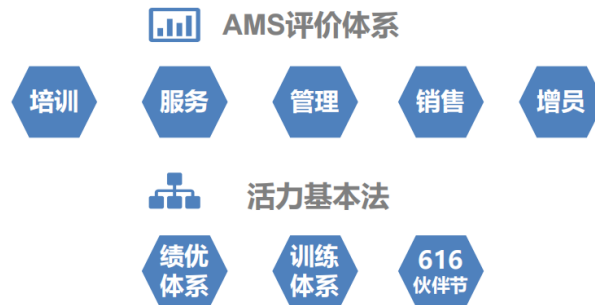 AMS评价体系
培训 服务 管理 销售 增员
活力基本法
绩优 训练 616
体系 体系 伙伴节